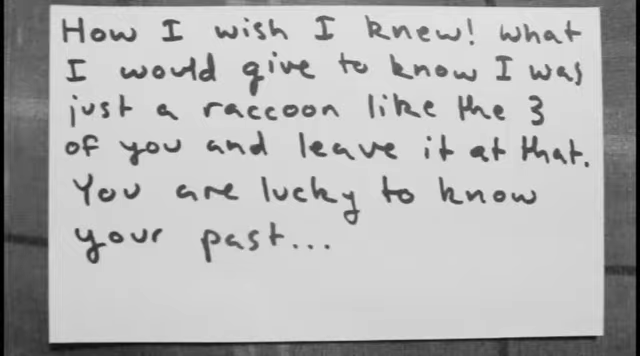 How I wish I knew! What
I would give to know I was
just a raccoon like the 3
of you and leave it at that.
You are lucky to know
your past...